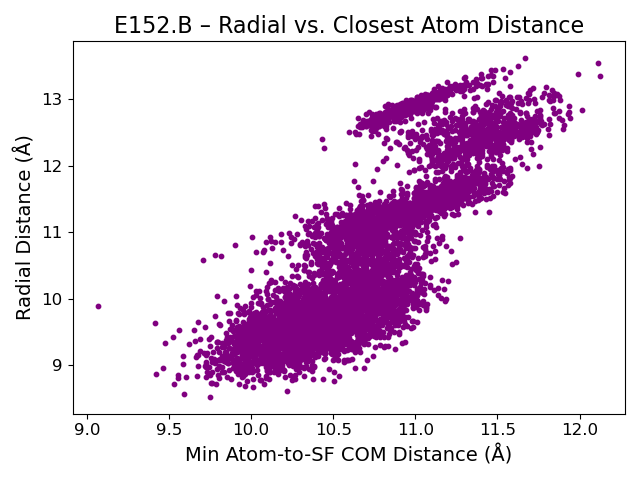 E152.B – Radial vs. Closest Atom Distance
Radial Distance (Å)
13
12
11
10
9
9.0 9.5 10.0 10.5 11.0 11.5 12.0
Min Atom-to-SF COM Distance (Å)